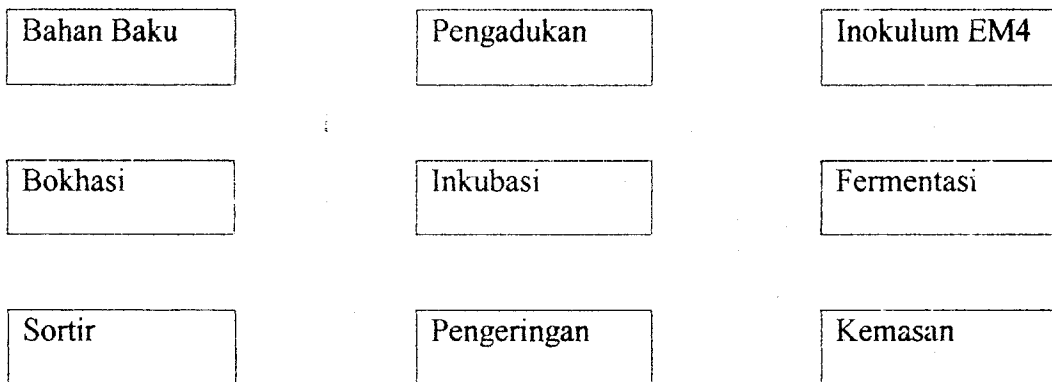 Bahan Baku
Pengadukan
Inokulum EM4
Bokhasi
Inkubasi
Fermentasi
Sortir
Pengeringan
Kemasan